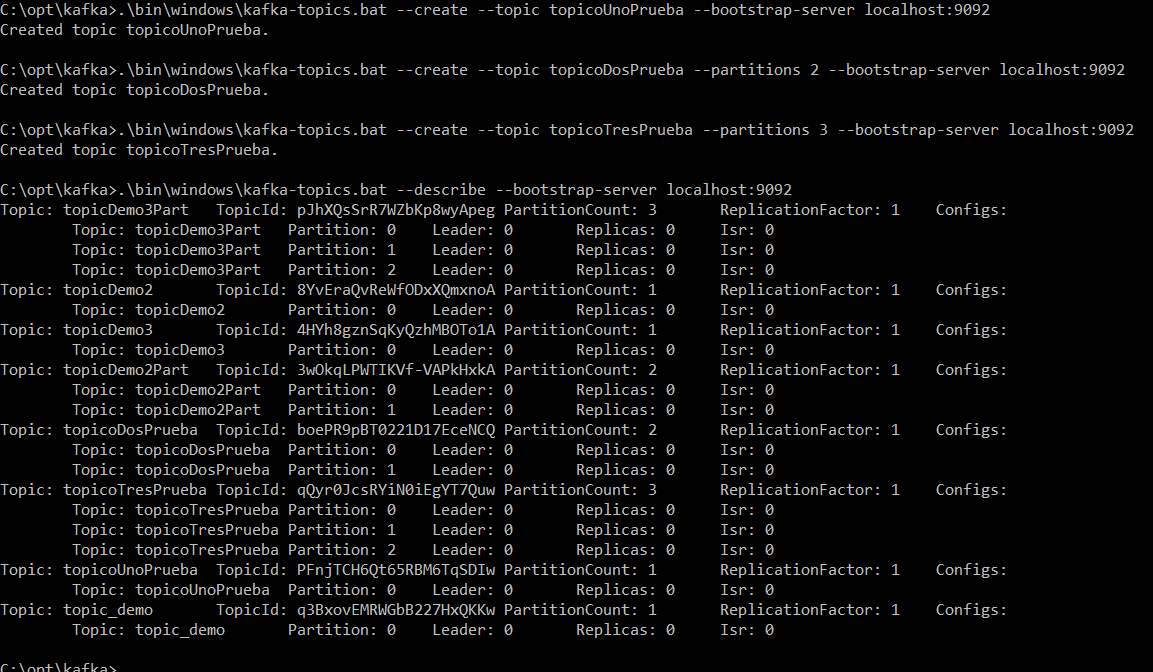 C:\opt\kafka>.\bin\windows\kafka-topics.bat --create --topic topicoUnoPrueba --bootstrap-server localhost:9092
Created topic topicoUnoPrueba.
C:\opt\kafka>.\bin\windows\kafka-topics.bat --create --topic topicoDosPrueba --partitions 2 --bootstrap-server localhost:9092
Created topic topicoDosPrueba.
C:\opt\kafka>.\bin\windows\kafka-topics.bat --create --topic topicoTresPrueba --partitions 3 --bootstrap-server localhost:9092
Created topic topicoTresPrueba.
C:\opt\kafka>.\bin\windows\kafka-topics.bat --describe --bootstrap-server localhost:9092
Topic: topicDemo3Part TopicId: pJhXQsSrR7WZbKp8wyApeg PartitionCount: 3 ReplicationFactor: 1 Configs:
Topic: topicDemo3Part Partition: 0 Leader: 0 Replicas: 0 Isr: 0
Topic: topicDemo3Part Partition: 1 Leader: 0 Replicas: 0 Isr: 0
Topic: topicDemo3Part Partition: 2 Leader: 0 Replicas: 0 Isr: 0
Topic: topicDemo2 TopicId: 8YvEraQvReWfODxXQmxnoA PartitionCount: 1 ReplicationFactor: 1 Configs:
Topic: topicDemo2 Partition: 0 Leader: 0 Replicas: 0 Isr: 0
Topic: topicDemo3 TopicId: 4HYh8gznSqKyQzhMBOTo1A PartitionCount: 1 ReplicationFactor: 1 Configs:
Topic: topicDemo3 Partition: 0 Leader: 0 Replicas: 0 Isr: 0
Topic: topicDemo2Part TopicId: 3wOkqLPWTIKVf-VAPkHxkA PartitionCount: 2 ReplicationFactor: 1 Configs:
Topic: topicDemo2Part Partition: 0 Leader: 0 Replicas: 0 Isr: 0
Topic: topicDemo2Part Partition: 1 Leader: 0 Replicas: 0 Isr: 0
Topic: topicoDosPrueba TopicId: boePR9pBT0221D17EceNCQ PartitionCount: 2 ReplicationFactor: 1 Configs:
Topic: topicoDosPrueba Partition: 0 Leader: 0 Replicas: 0 Isr: 0
Topic: topicoDosPrueba Partition: 1 Leader: 0 Replicas: 0 Isr: 0
Topic: topicoTresPrueba TopicId: qQyr0JcsRYiN0iEgYT7Quw PartitionCount: 3 ReplicationFactor: 1 Configs:
Topic: topicoTresPrueba Partition: 0 Leader: 0 Replicas: 0 Isr: 0
Topic: topicoTresPrueba Partition: 1 Leader: 0 Replicas: 0 Isr: 0
Topic: topicoTresPrueba Partition: 2 Leader: 0 Replicas: 0 Isr: 0
Topic: topicoUnoPrueba TopicId: PFnjTCH6Qt65RBM6TqSDIw PartitionCount: 1 ReplicationFactor: 1 Configs:
Topic: topicoUnoPrueba Partition: 0 Leader: 0 Replicas: 0 Isr: 0
Topic: topic_demo TopicId: q3BxovEMRWGbB227HxQKKw PartitionCount: 1 ReplicationFactor: 1 Configs:
Topic: topic_demo Partition: 0 Leader: 0 Replicas: 0 Isr: 0
C:\opt\kafka>